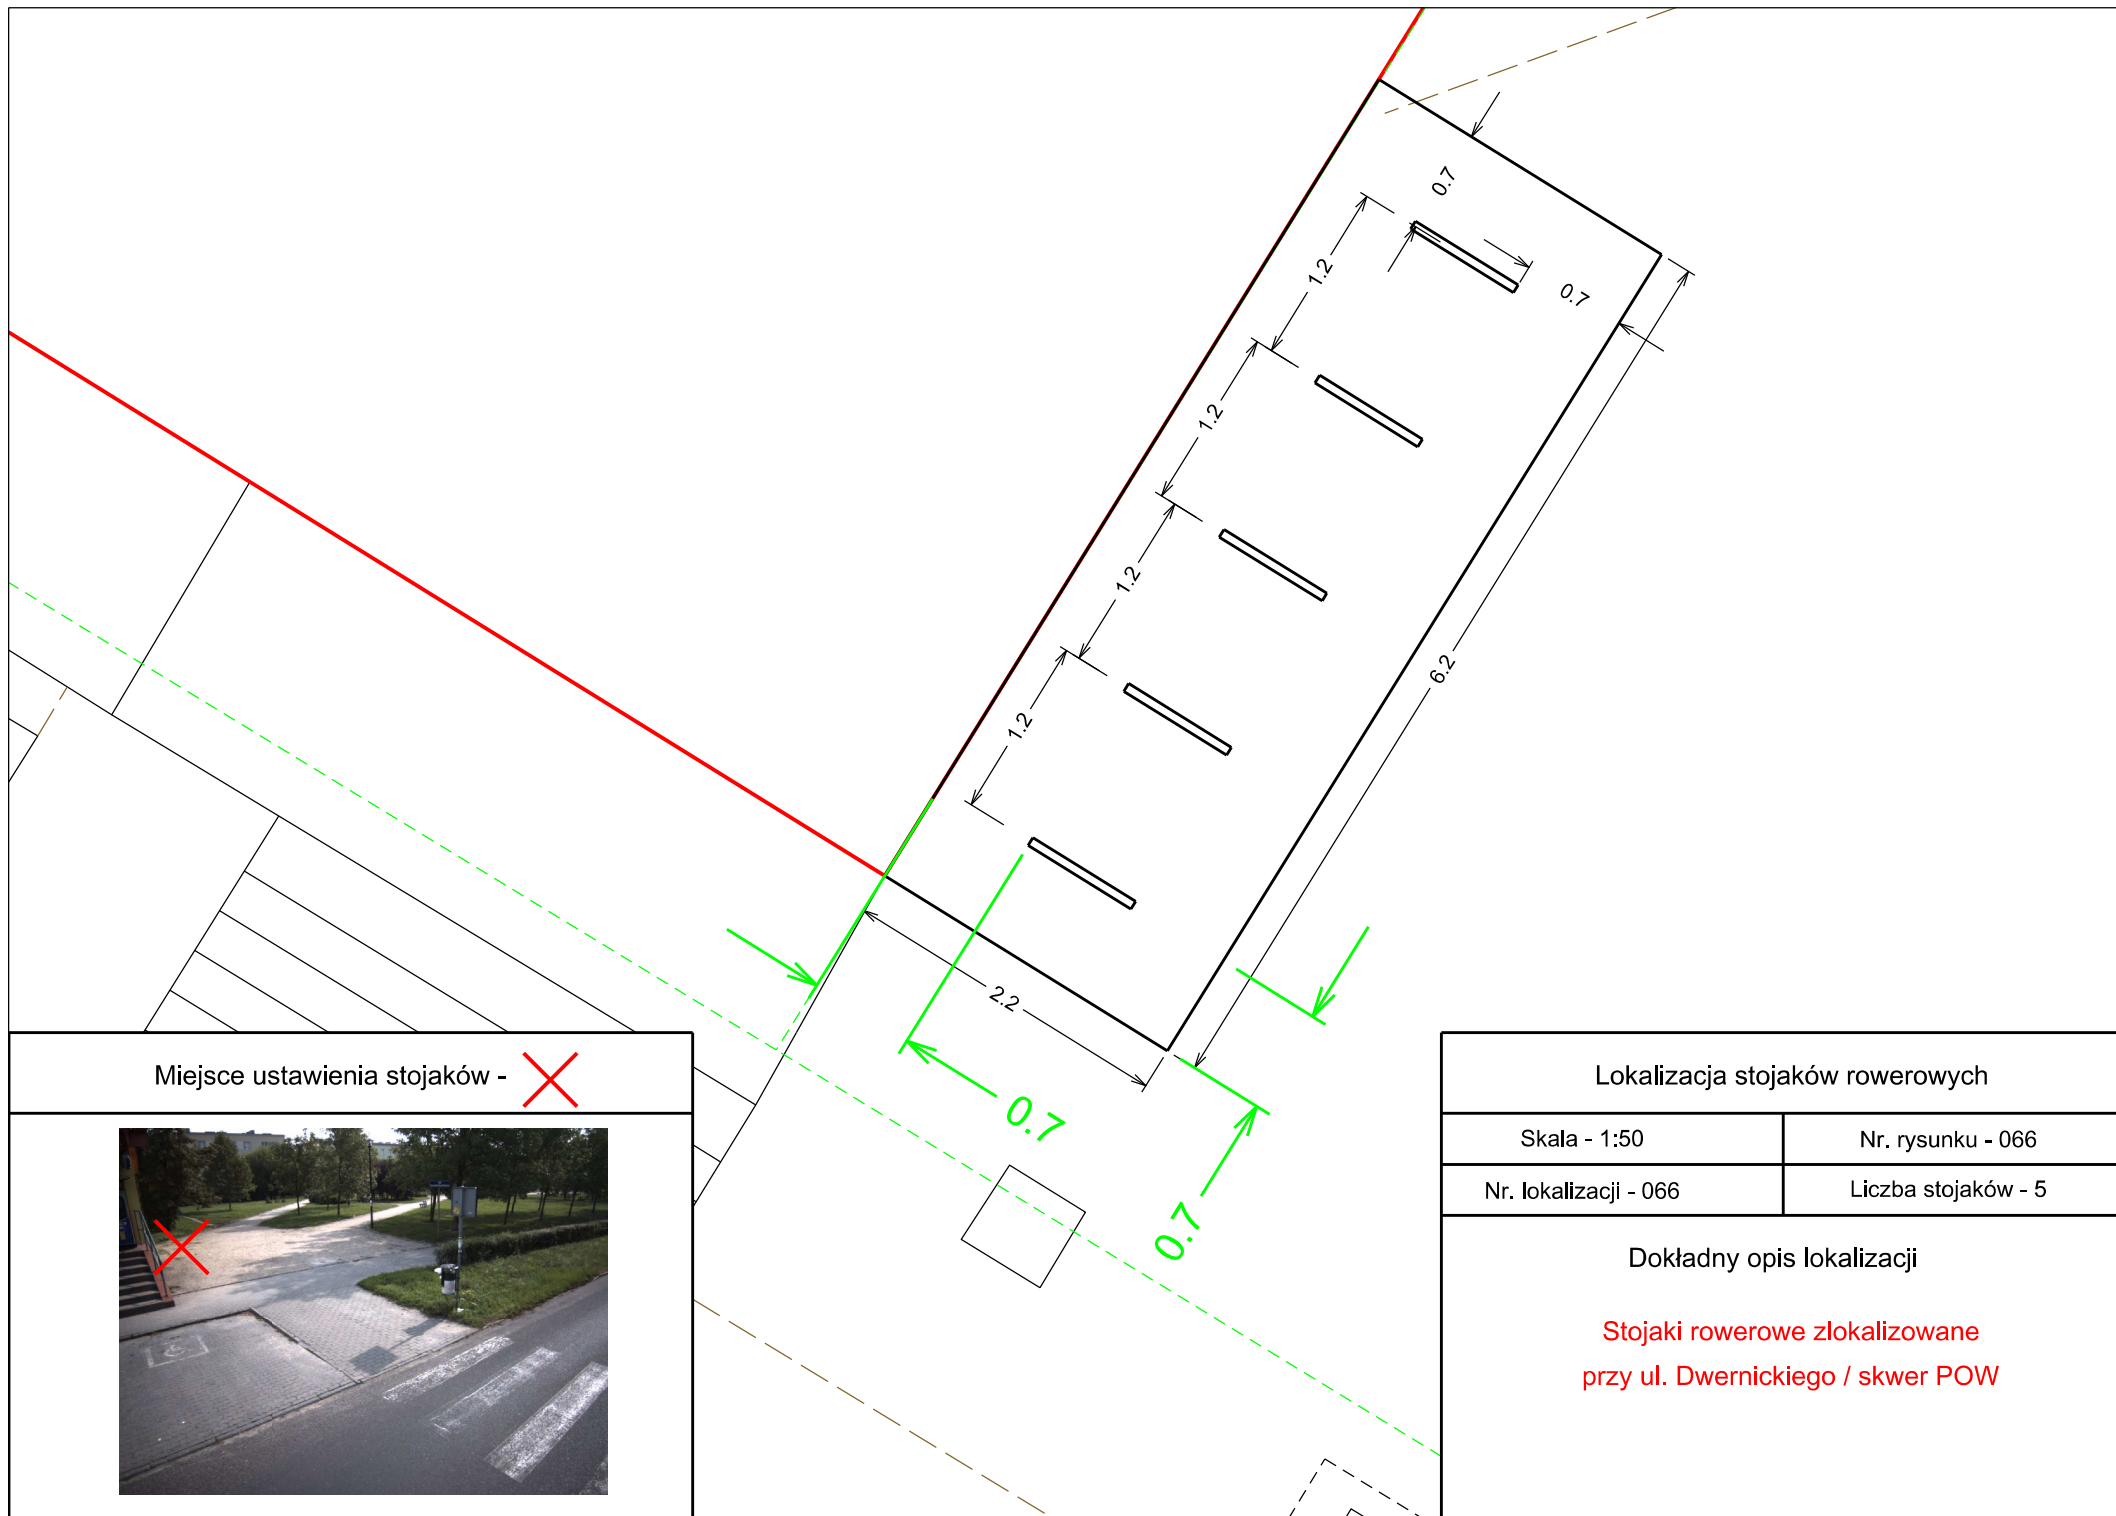 0.7
1.2
0.7
1.2
1.2
6.2
1.2
2.2
0.7
0.7
Miejsce ustawienia stojaków -
Lokalizacja stojaków rowerowych
Skala - 1:50
Nr. rysunku - 066
Nr. lokalizacji - 066
Liczba stojaków - 5
Dokładny opis lokalizacji
Stojaki rowerowe zlokalizowane
przy ul. Dwernickiego / skwer POW